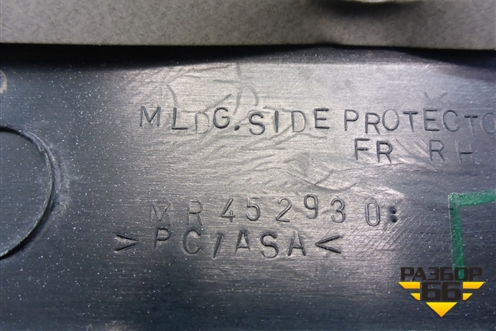 MLDG.SIDE PROTECTO
FR RH
MR452930:
>PC/ASA<
РАЗБОР
66